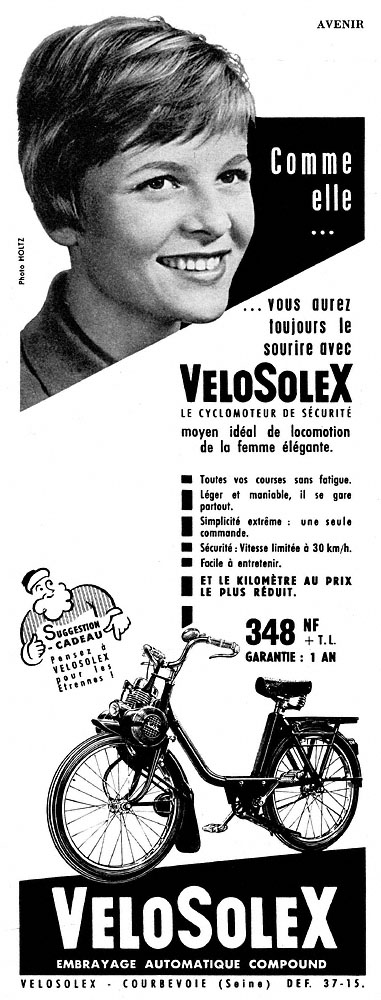 AVENIR
Comme
elle
...
Photo HOLTZ
...vous aurez
toujours le
sourire avec
VELOSOLEX
LE CYCLOMOTEUR DE SÉCURITÉ
moyen idéal de locomotion
de la femme élégante.
Toutes vos courses sans fatigue.
Léger et maniable, il se gare
partout.
Simplicité extrême : une seule
commande.
Sécurité : Vitesse limitée à 30 km/h.
Facile à entretenir.
ET LE KILOMÈTRE AU PRIX
LE PLUS RÉDUIT.
SUGGESTION
-CADEAU
Pensez à
VELOSOLEX
pour les
Etrennes !
348 NF
+ T.L.
GARANTIE : 1 AN
VELOSOLEX
EMBRAYAGE AUTOMATIQUE COMPOUND
VELOSOLEX - COURBEVOIE (Seine) DEF. 37-15.